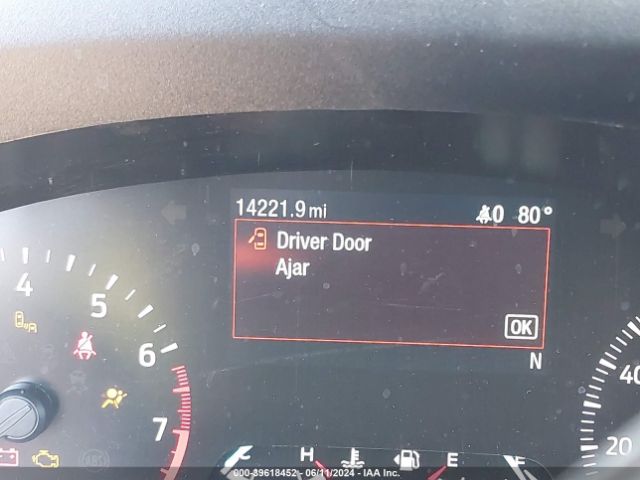 14221.9 mi 0 80°
Driver Door
Ajar
OK
N
4
5
6
7
40
20
C H E F
000-39618452 - 06/11/2024 - IAA Inc.